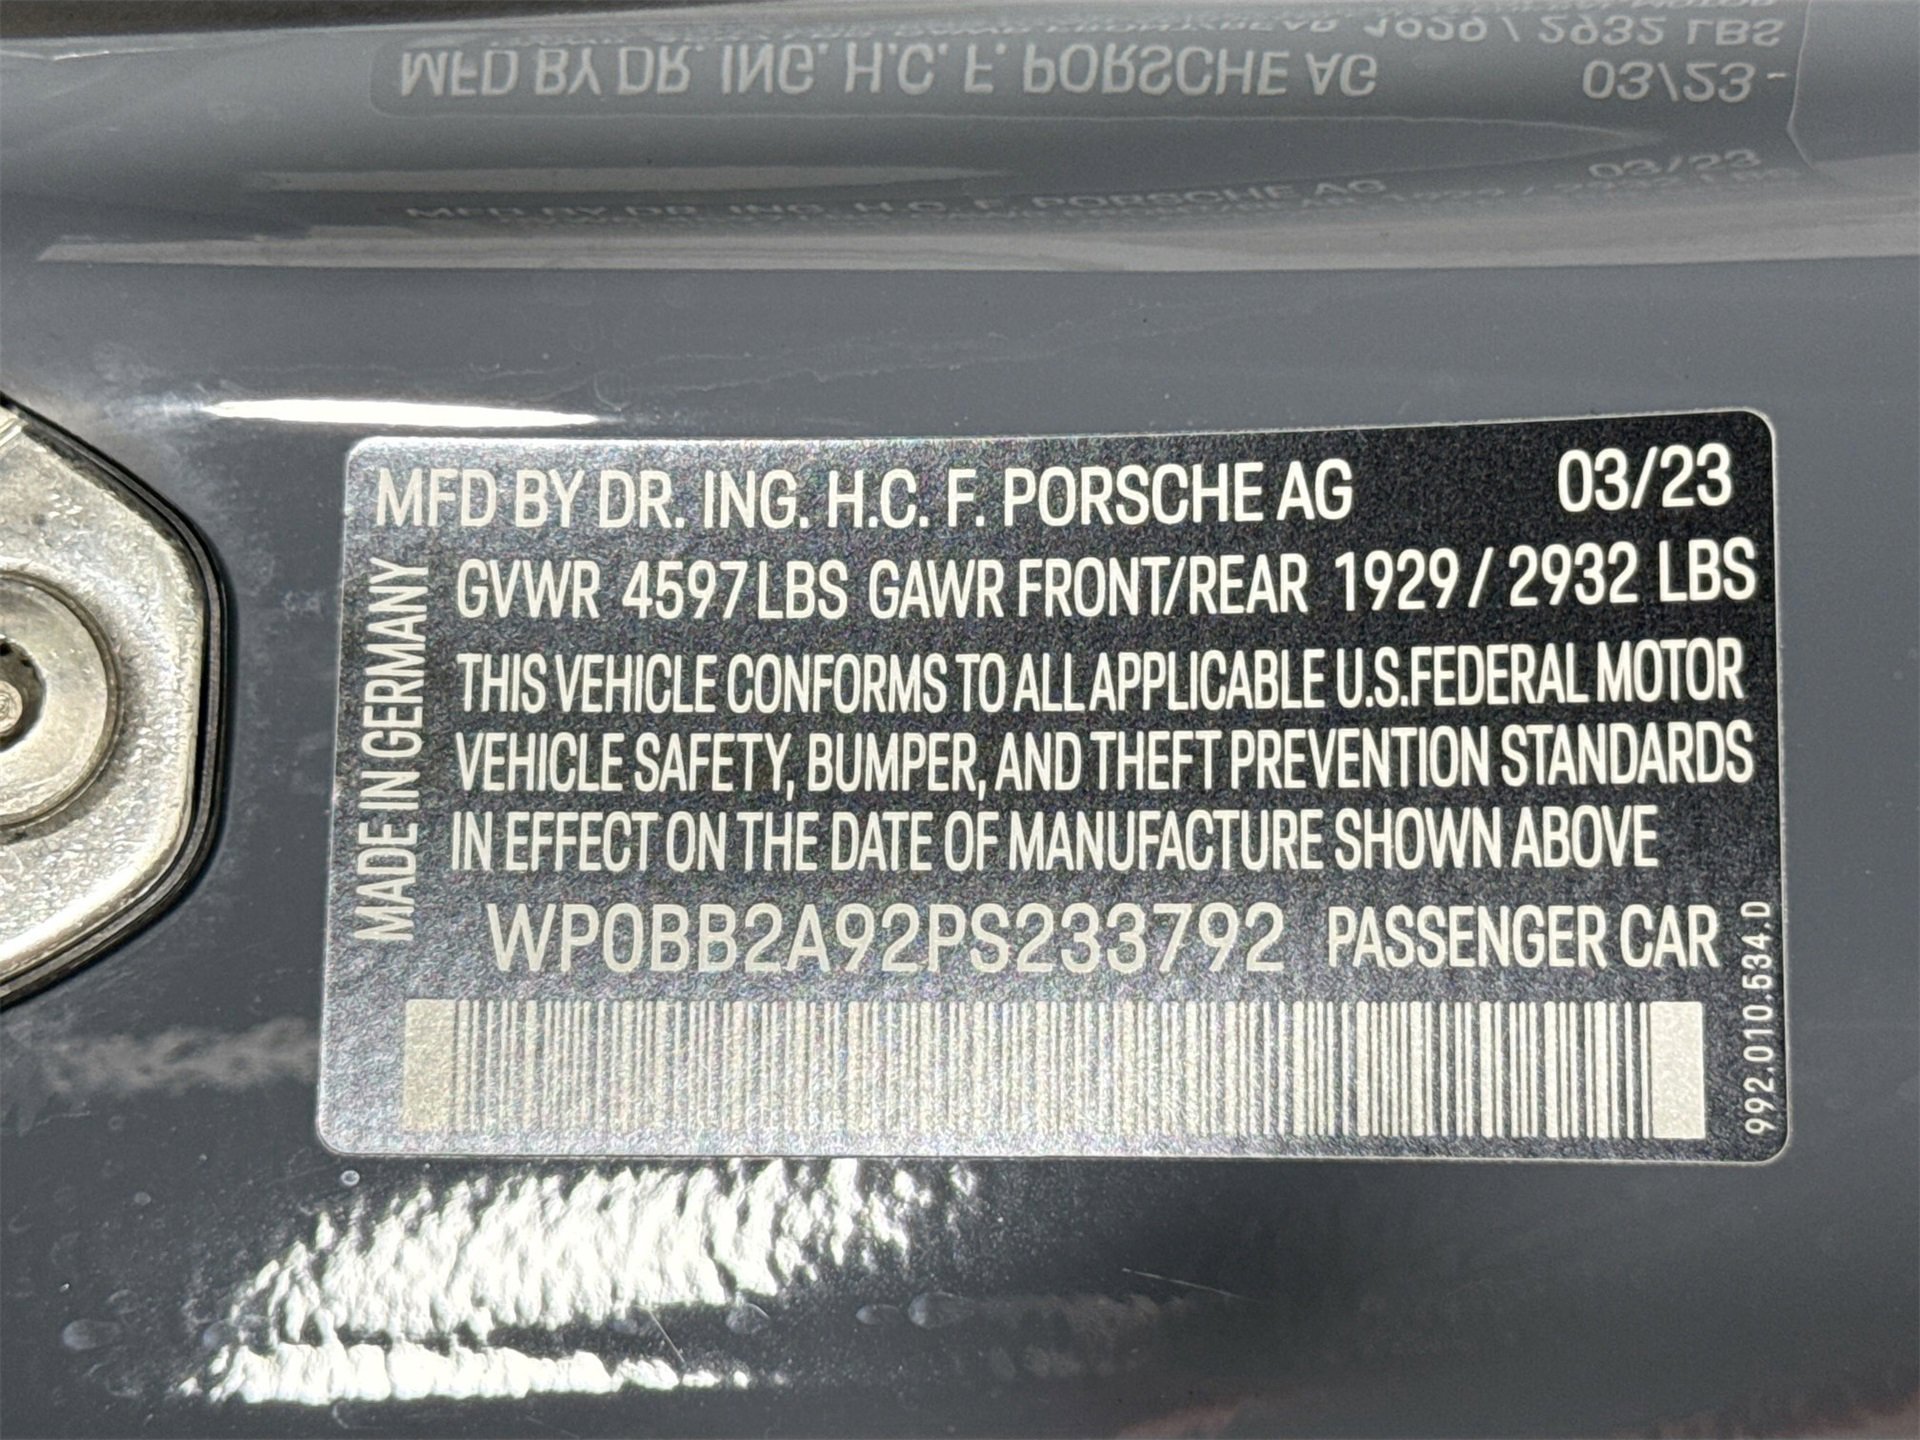 MFD BY DR. ING. H.C. F. PORSCHE AG 03/23
GVWR 4597 LBS GAWR FRONT/REAR 1929 / 2932 LBS
THIS VEHICLE CONFORMS TO ALL APPLICABLE U.S.FEDERAL MOTOR
VEHICLE SAFETY, BUMPER, AND THEFT PREVENTION STANDARDS
IN EFFECT ON THE DATE OF MANUFACTURE SHOWN ABOVE
WP0BB2A92PS233792 PASSENGER CAR
MADE IN GERMANY
992.010.534.D